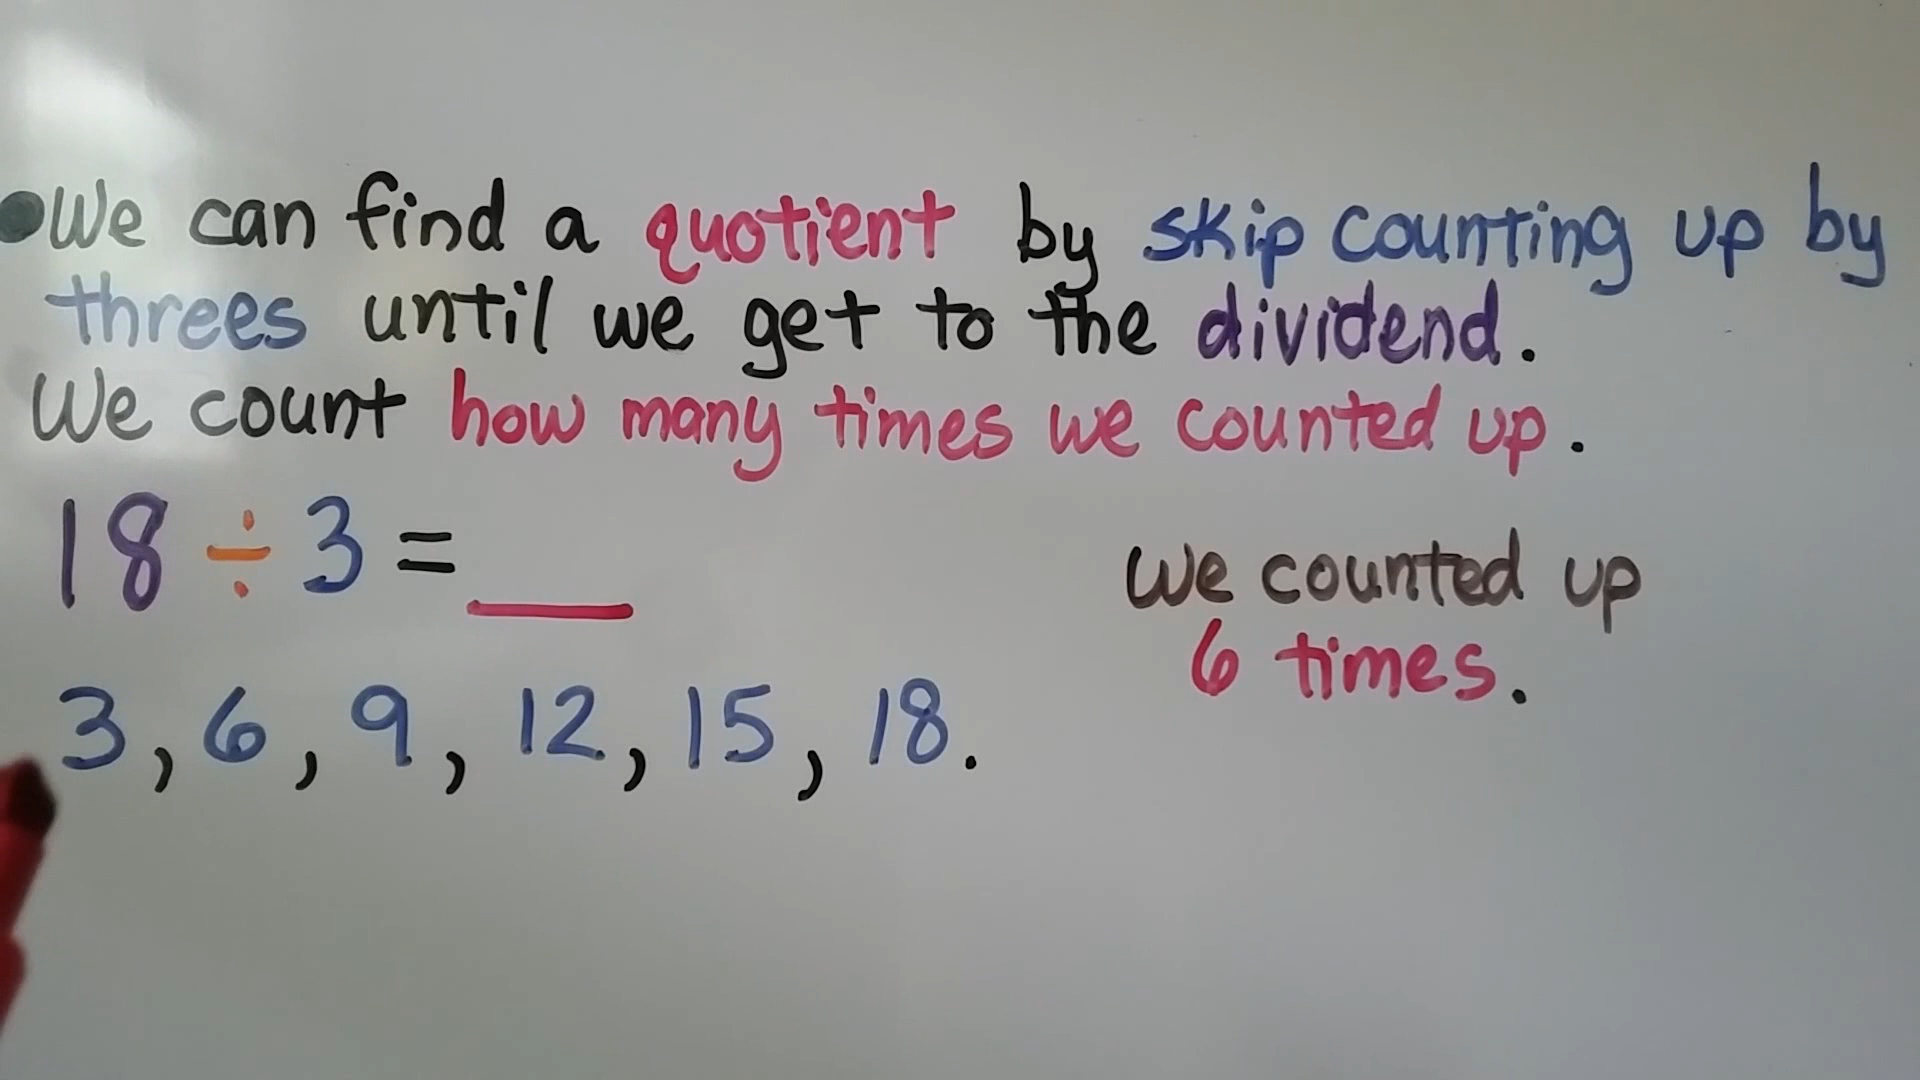 •We can find a quotient by skip counting up by
threes until we get to the dividend.
We count how many times we counted up.
18 ÷ 3 = ___
We counted up
6 times.
3, 6, 9, 12, 15, 18.